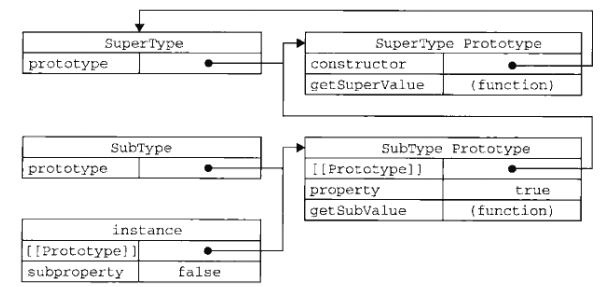 SuperType
prototype
SuperType Prototype
constructor
getSuperValue (function)
SubType
prototype
SubType Prototype
[[Prototype]]
property true
getSubValue (function)
instance
[[Prototype]]
subproperty false